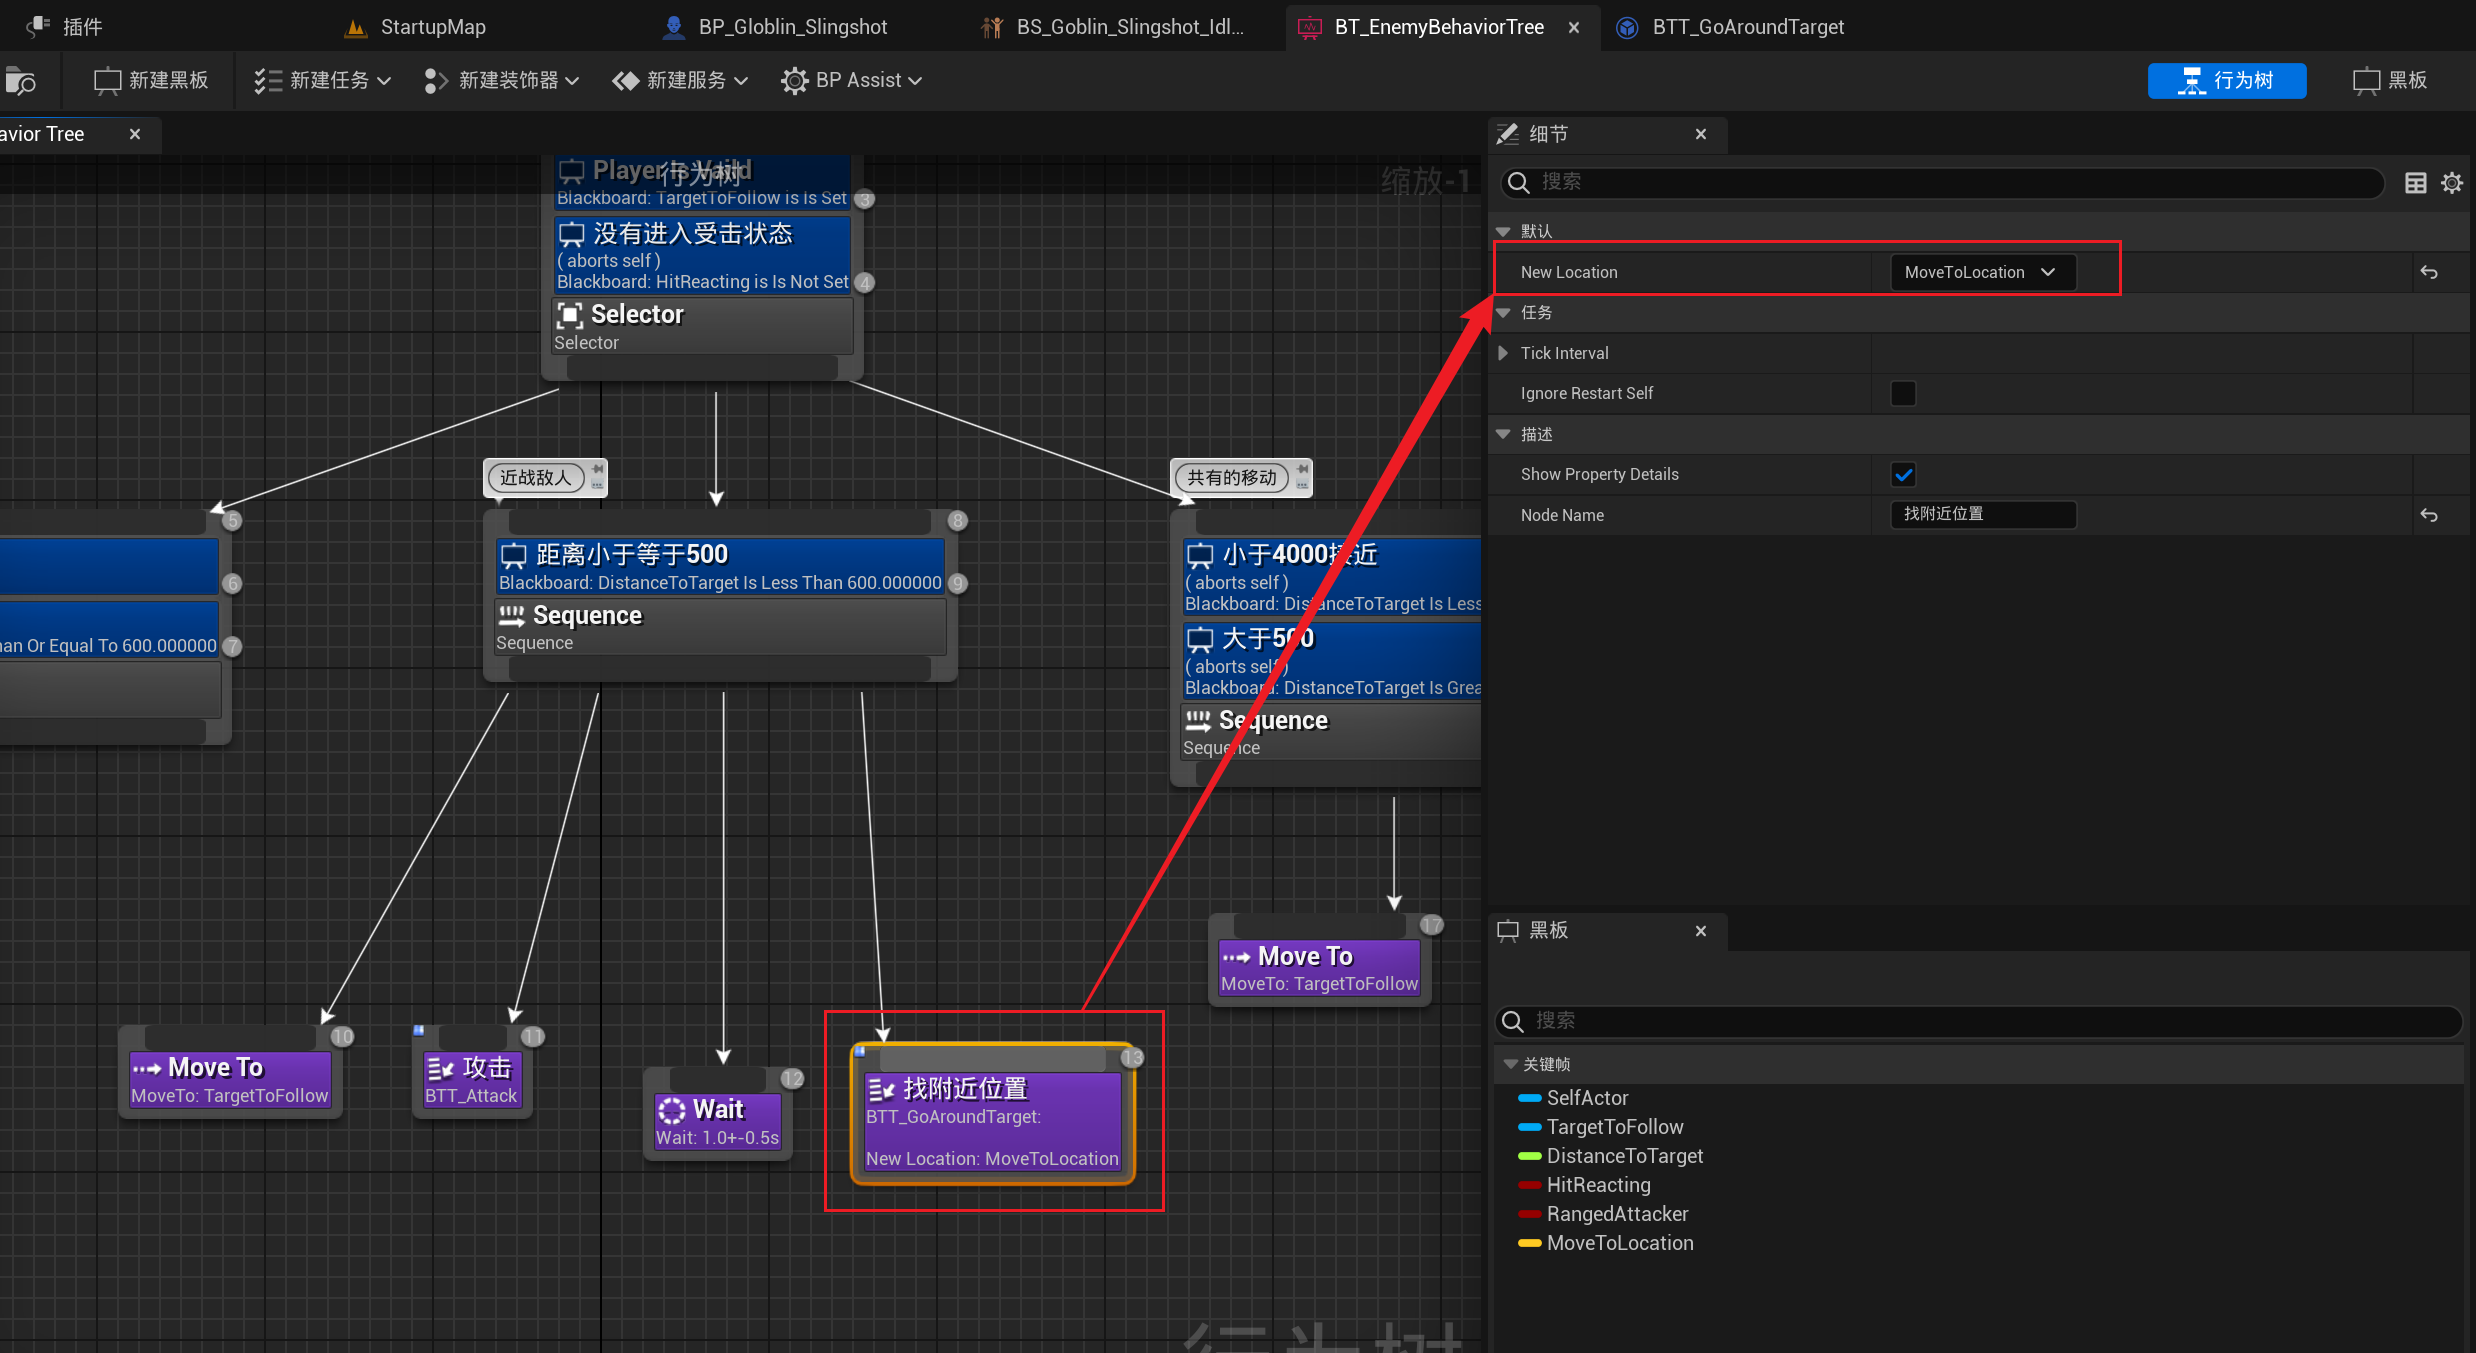 插件
StartupMap
BP_Globlin_Slingshot
BS_Goblin_Slingshot_Idl...
BT_EnemyBehaviorTree
BTT_GoAroundTarget
新建黑板
新建任务
新建装饰器
新建服务
BP Assist
行为树
黑板
avior Tree
行为树
缩放-1
Player is Vaild
Blackboard: TargetToFollow is Is Set
3
没有进入受击状态
( aborts self )
Blackboard: HitReacting is Is Not Set
4
Selector
Selector
近战敌人
共有的移动
5
6
an Or Equal To 600.000000
7
8
距离小于等于500
Blackboard: DistanceToTarget Is Less Than 600.000000
9
Sequence
Sequence
小于4000接近
( aborts self )
Blackboard: DistanceToTarget Is Less
大于500
( aborts self )
Blackboard: DistanceToTarget Is Grea
Sequence
Sequence
17
Move To
MoveTo: TargetToFollow
10
Move To
MoveTo: TargetToFollow
11
攻击
BTT_Attack
12
Wait
Wait: 1.0+-0.5s
13
找附近位置
BTT_GoAroundTarget:
New Location: MoveToLocation
行为树
细节
搜索
默认
New Location
MoveToLocation
任务
Tick Interval
Ignore Restart Self
描述
Show Property Details
Node Name
找附近位置
黑板
搜索
关键帧
SelfActor
TargetToFollow
DistanceToTarget
HitReacting
RangedAttacker
MoveToLocation